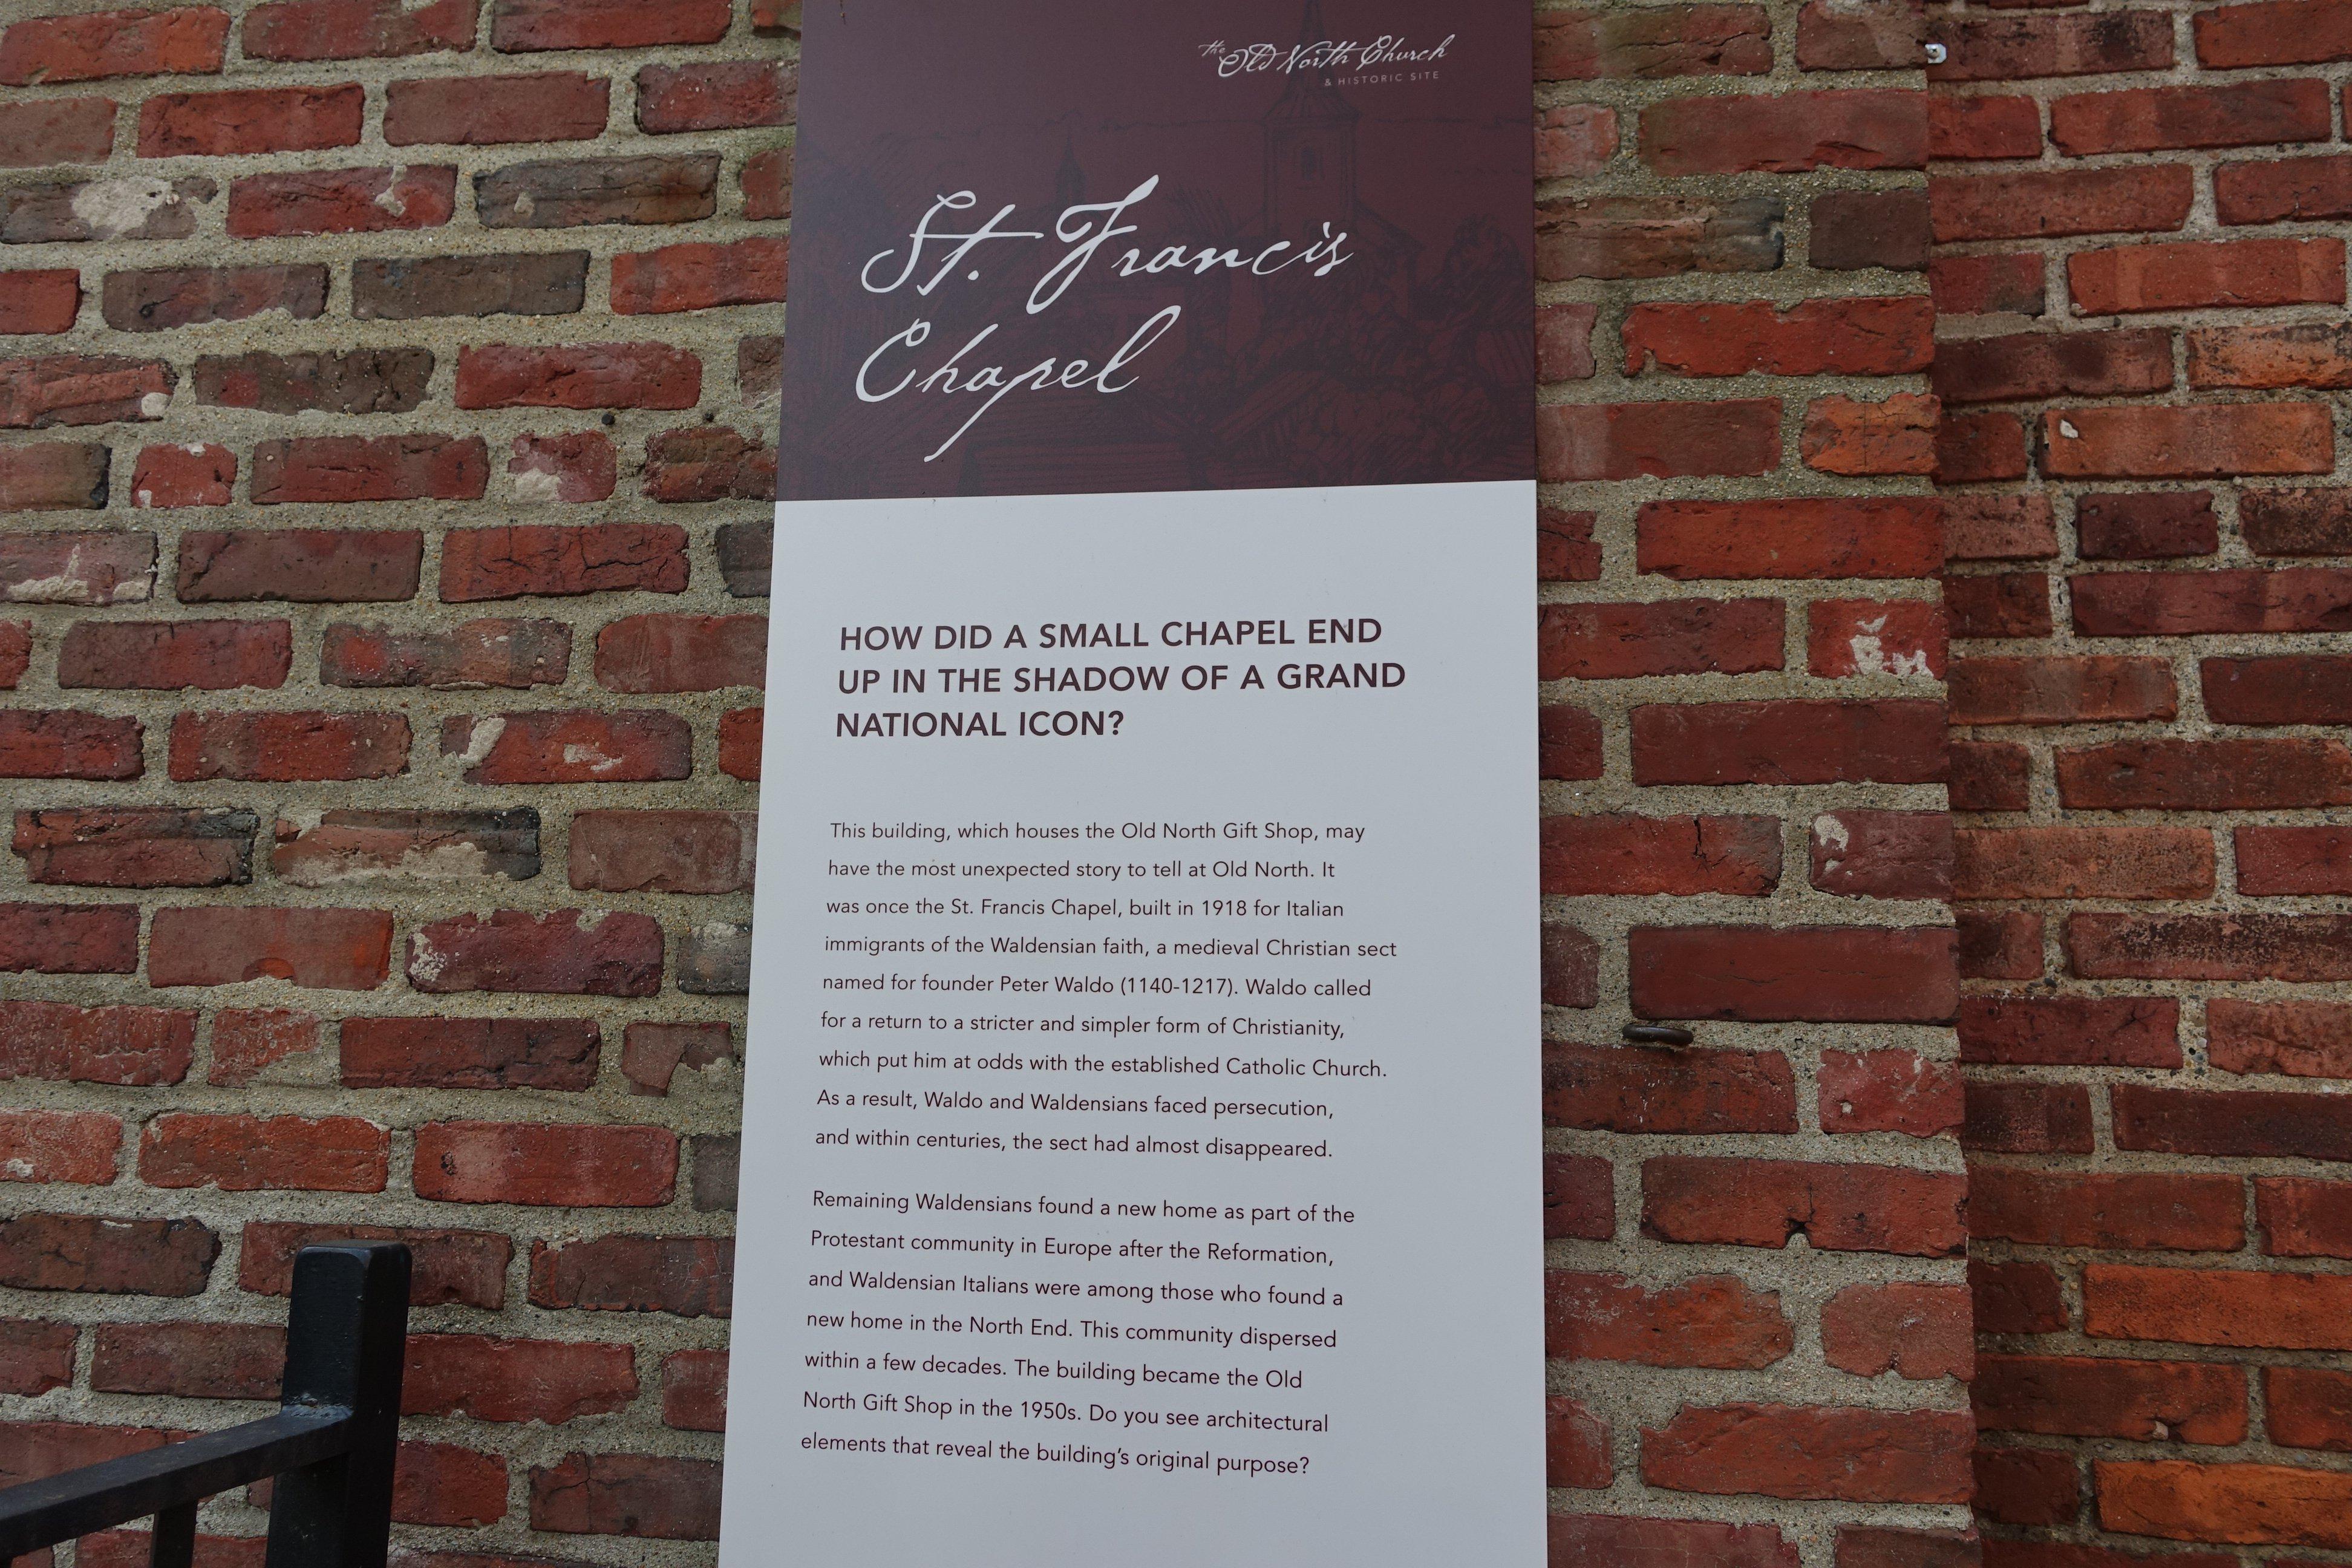 the Old North Church
& HISTORIC SITE
St. Francis
Chapel
HOW DID A SMALL CHAPEL END
UP IN THE SHADOW OF A GRAND
NATIONAL ICON?
This building, which houses the Old North Gift Shop, may
have the most unexpected story to tell at Old North. It
was once the St. Francis Chapel, built in 1918 for Italian
immigrants of the Waldensian faith, a medieval Christian sect
named for founder Peter Waldo (1140-1217). Waldo called
for a return to a stricter and simpler form of Christianity,
which put him at odds with the established Catholic Church.
As a result, Waldo and Waldensians faced persecution,
and within centuries, the sect had almost disappeared.
Remaining Waldensians found a new home as part of the
Protestant community in Europe after the Reformation,
and Waldensian Italians were among those who found a
new home in the North End. This community dispersed
within a few decades. The building became the Old
North Gift Shop in the 1950s. Do you see architectural
elements that reveal the building's original purpose?